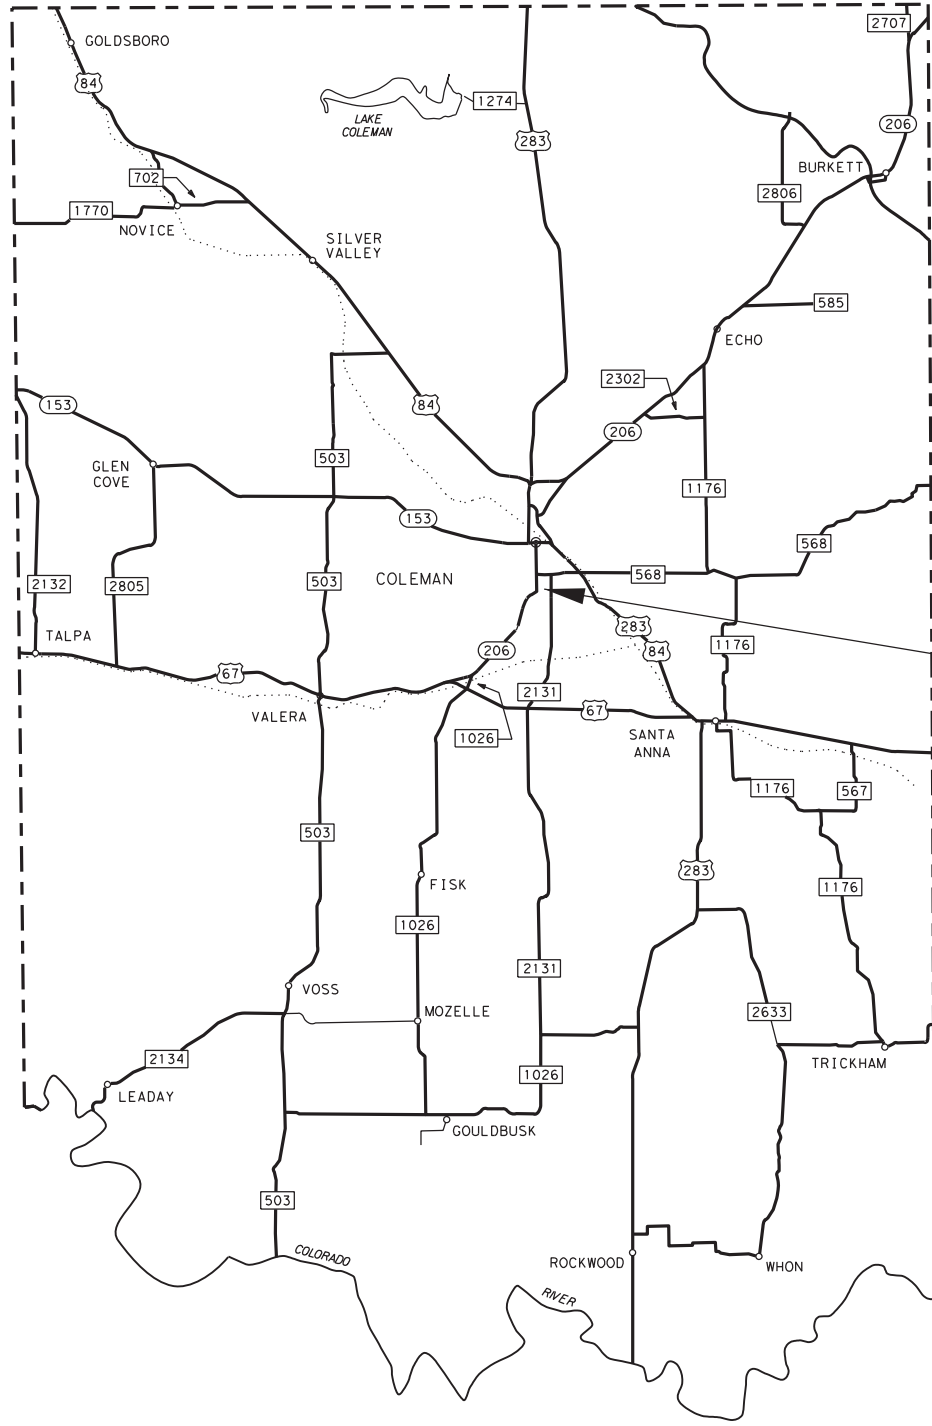 GOLDSBORO
2707
84
LAKE
COLEMAN
1274
206
283
BURKETT
702
2806
1770
NOVICE
SILVER
VALLEY
585
ECHO
2302
153
84
206
503
GLEN
COVE
1176
153
568
2132
2805
503
COLEMAN
568
283
TALPA
206
84
1176
67
2131
VALERA
67
1026
SANTA
ANNA
1176
567
503
283
FISK
1176
1026
2131
VOSS
MOZELLE
2633
2134
TRICKHAM
1026
LEADAY
GOULDBUSK
503
COLORADO
ROCKWOOD
WHON
RIVER